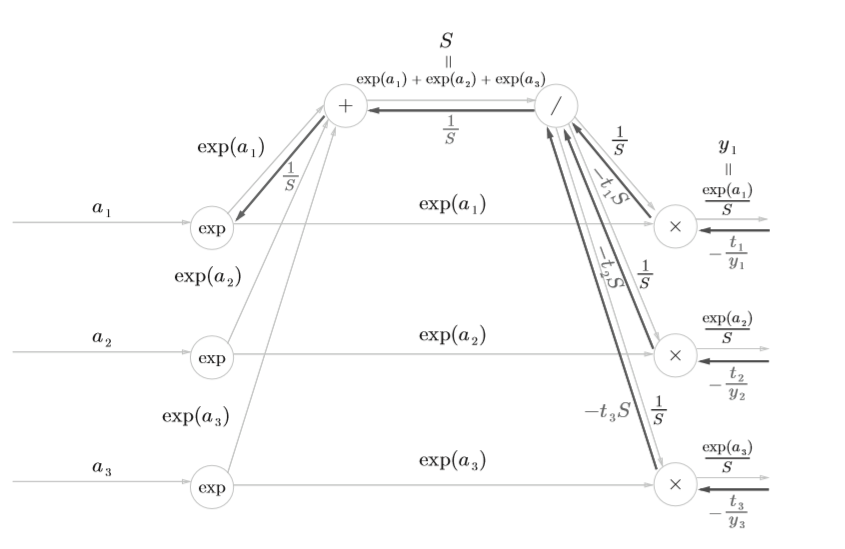 S
=
exp(a₁) + exp(a₂) + exp(a₃)
+
/
1/S
exp(a₁)
1/S
1/S
−t₁S
y₁
=
exp(a₁)/S
a₁
exp
exp(a₁)
×
−t₁/y₁
exp(a₂)
−t₂S
1/S
exp(a₂)/S
a₂
exp
exp(a₂)
×
−t₂/y₂
exp(a₃)
−t₃S
1/S
exp(a₃)/S
a₃
exp
exp(a₃)
×
−t₃/y₃